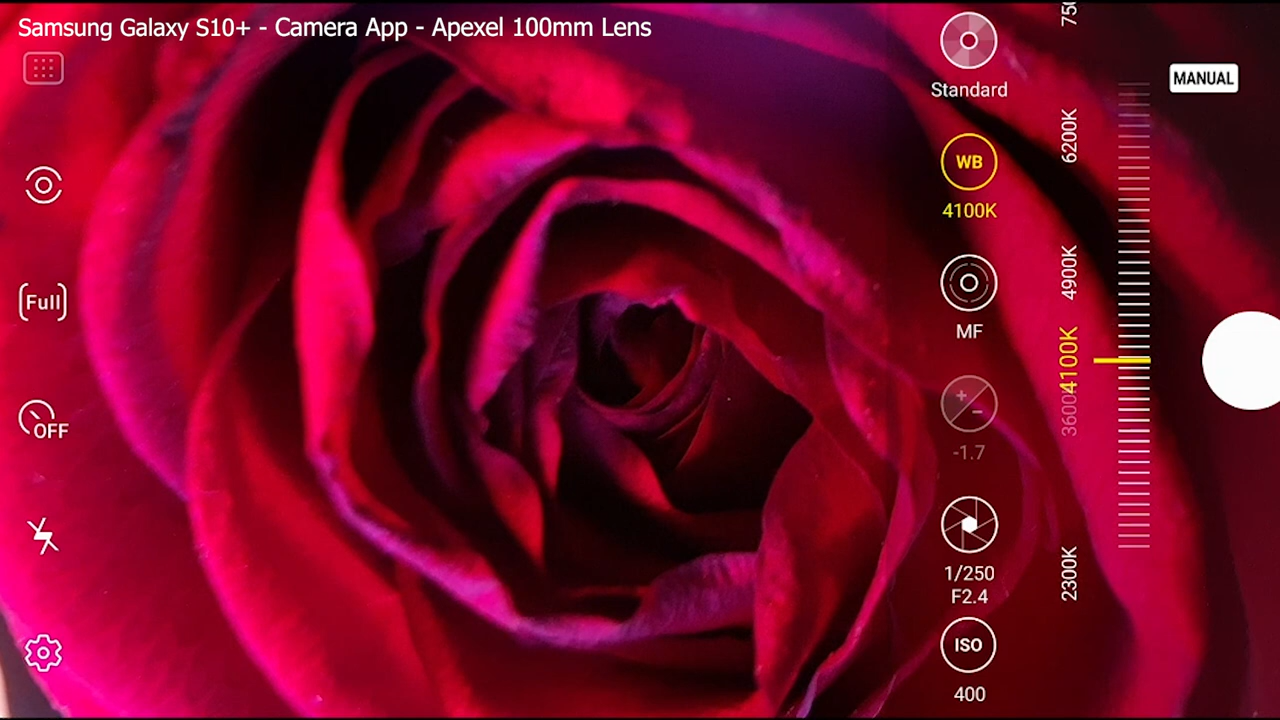 Samsung Galaxy S10+ - Camera App - Apexel 100mm Lens
Full
OFF
Standard
WB
4100K
MF
-1.7
1/250
F2.4
ISO
400
6200K
4900K
4100K
3600
2300K
MANUAL